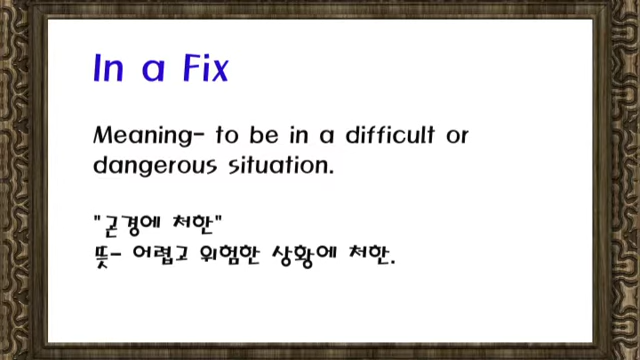 In a Fix
Meaning- to be in a difficult or
dangerous situation.
"곤경에 처한"
뜻- 어렵고 위험한 상황에 처한.